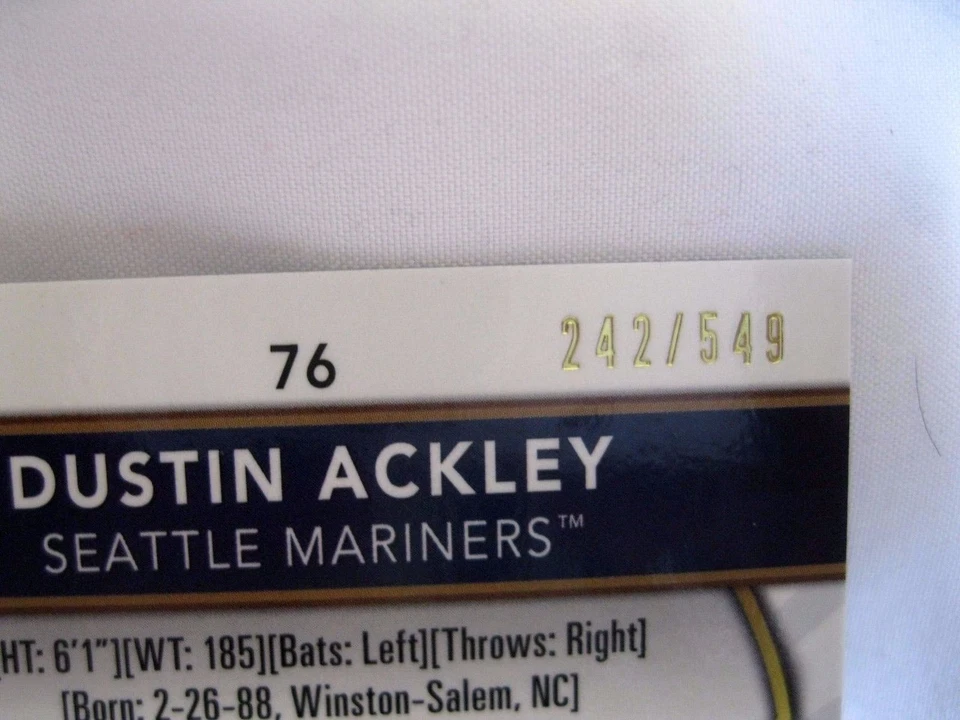 76
242/549
DUSTIN ACKLEY
SEATTLE MARINERS™
HT: 6'1"][WT: 185][Bats: Left][Throws: Right]
[Born: 2-26-88, Winston-Salem, NC]